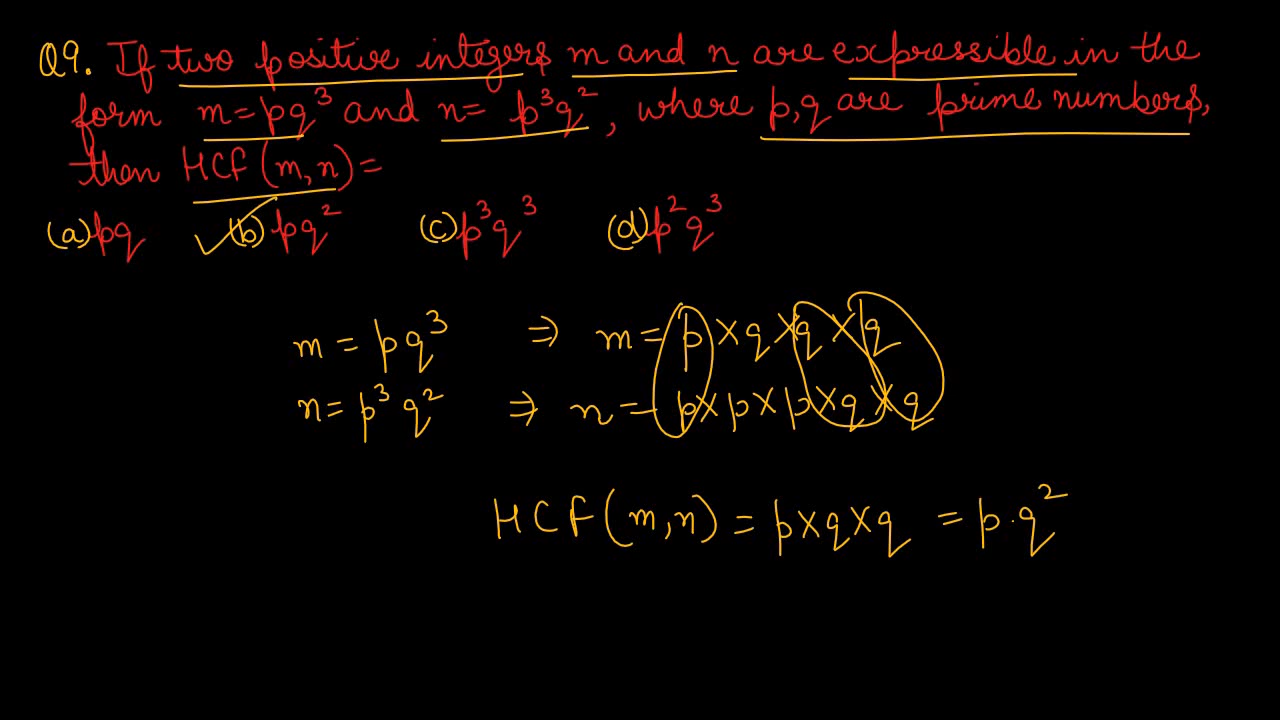 Q9. If two positive integers m and n are expressible in the
form m=pq³ and n= p³q², where p,q are prime numbers,
then HCF(m,n)=
(a) pq (b) pq² (c) p³q³ (d) p²q³
m = pq³ ⇒ m = p×q×q×q
n = p³q² ⇒ n = p×p×p×q×q
HCF(m,n) = p×q×q = p.q²